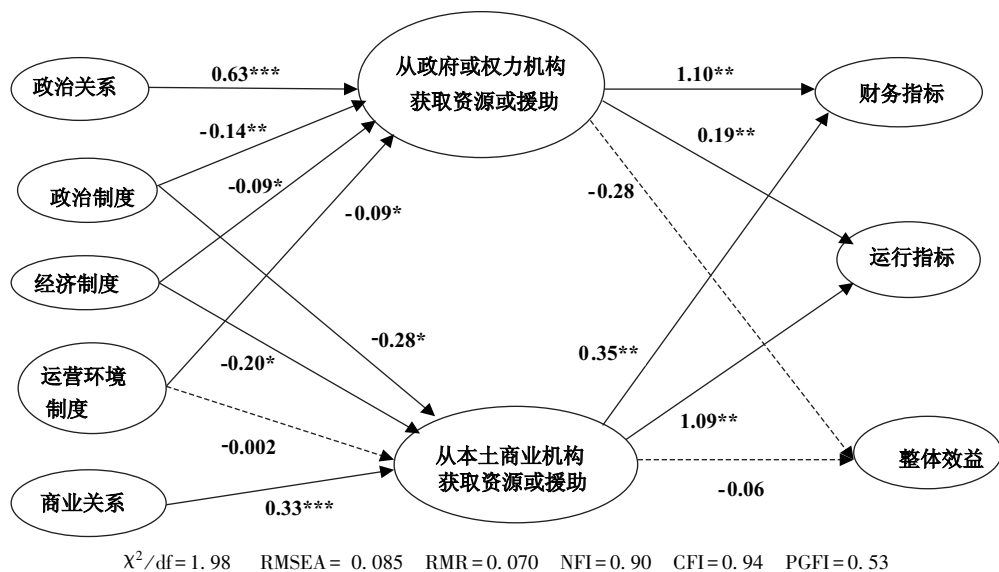 政治关系
0.63***
从政府或权力机构
获取资源或援助
1.10**
财务指标
-0.14**
0.19**
政治制度
-0.09*
-0.09*
-0.28
经济制度
运行指标
-0.28*
0.35**
-0.20*
运营环境
制度
1.09**
-0.002
从本土商业机构
获取资源或援助
整体效益
-0.06
商业关系
0.33***
χ²/df=1.98 RMSEA= 0.085 RMR=0.070 NFI=0.90 CFI=0.94 PGFI=0.53